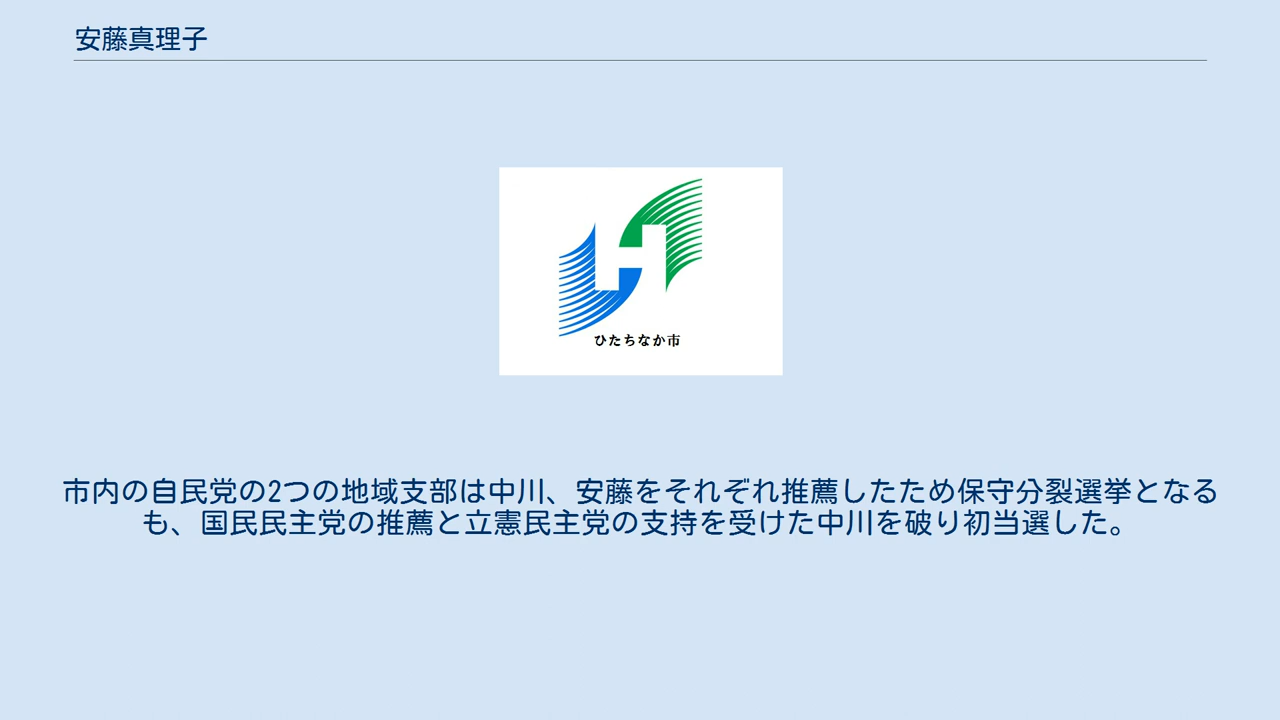 安藤真理子
ひたちなか市
市内の自民党の2つの地域支部は中川、安藤をそれぞれ推薦したため保守分裂選挙となる
も、国民民主党の推薦と立憲民主党の支持を受けた中川を破り初当選した。